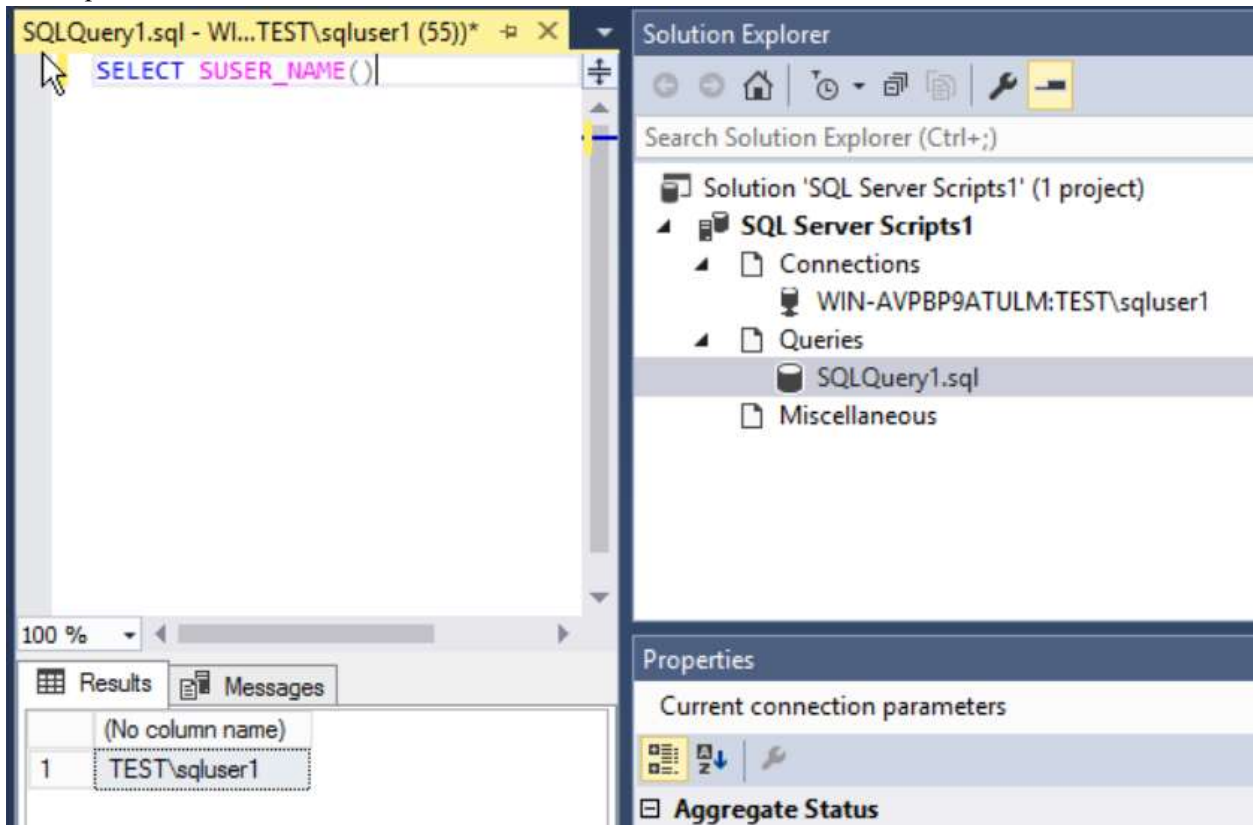 SQLQuery1.sql - WI...TEST\sqluser1 (55))*
SELECT SUSER_NAME()
100 %
Results Messages
(No column name)
1 TEST\sqluser1
Solution Explorer
Search Solution Explorer (Ctrl+;)
Solution 'SQL Server Scripts1' (1 project)
SQL Server Scripts1
Connections
WIN-AVPBP9ATULM:TEST\sqluser1
Queries
SQLQuery1.sql
Miscellaneous
Properties
Current connection parameters
Aggregate Status